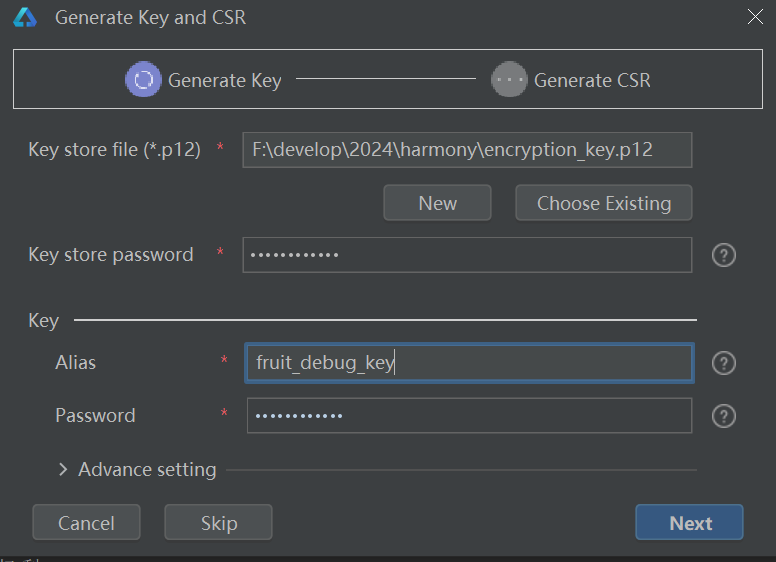 Generate Key and CSR
Generate Key
Generate CSR
Key store file (*.p12) * F:\develop\2024\harmony\encryption_key.p12
New
Choose Existing
Key store password * ••••••••••••
Key
Alias * fruit_debug_key
Password * ••••••••••••
Advance setting
Cancel
Skip
Next